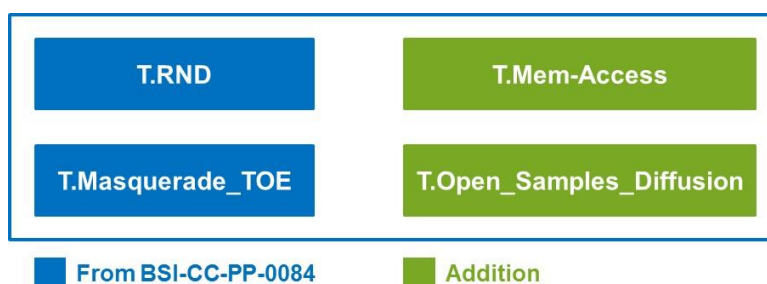 T.RND
T.Mem-Access
T.Masquerade_TOE
T.Open_Samples_Diffusion
From BSI-CC-PP-0084
Addition